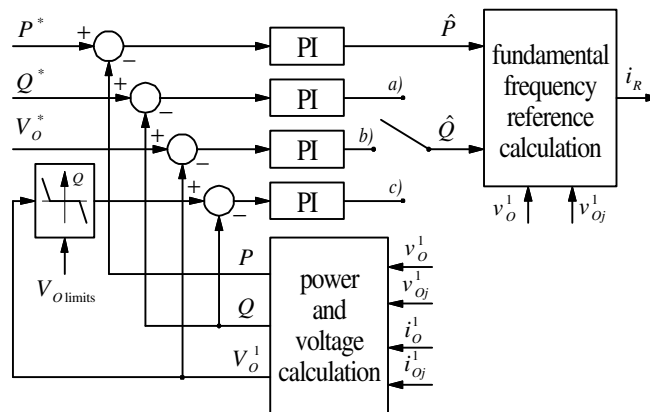 P* + − PI P̂
Q* + − PI a)
V_O* + − PI b) Q̂
fundamental
frequency
reference
calculation
i_R
Q + − PI c)
v_O^1 v_Oj^1
V_O limits
P
Q
V_O^1
power
and
voltage
calculation
v_O^1
v_Oj^1
i_O^1
i_Oj^1